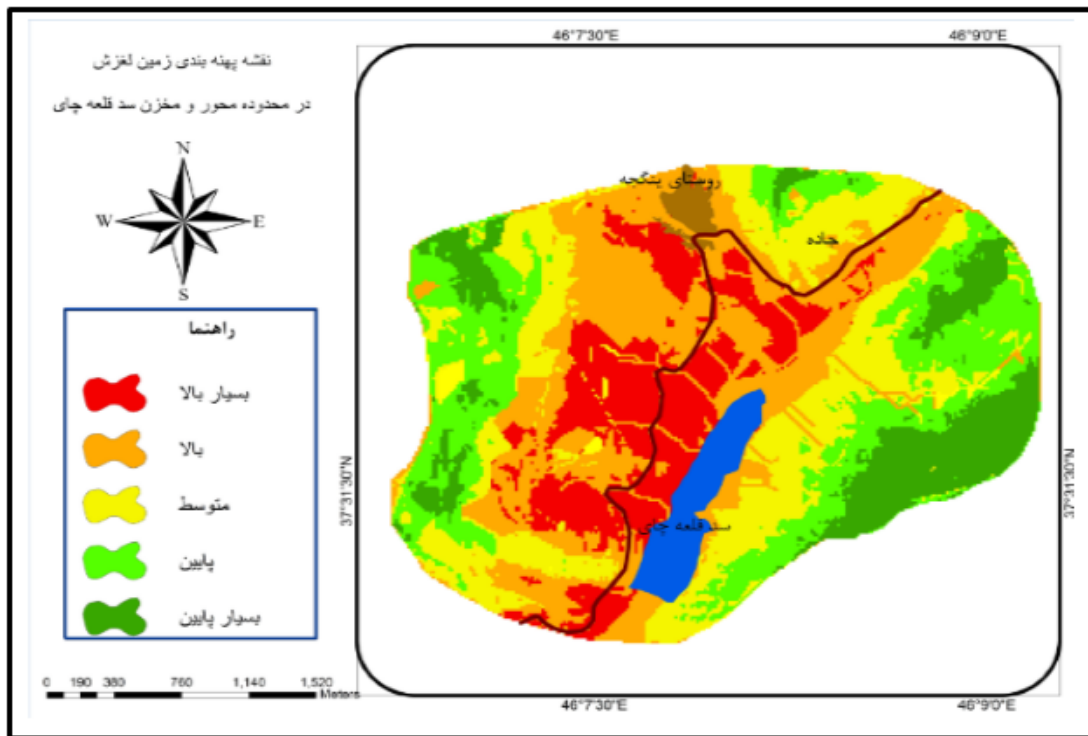 نقشه پهنه بندی زمین لغزش
در محدوده محور و مخزن سد قلعه چای
N
W E
S
راهنما
بسیار بالا
بالا
متوسط
پایین
بسیار پایین
0 190 380 760 1,140 1,520
Meters
46°7'30"E 46°9'0"E
روستای ینگجه
جاده
37°31'30"N 37°31'30"N
سد قلعه چای
46°7'30"E 46°9'0"E